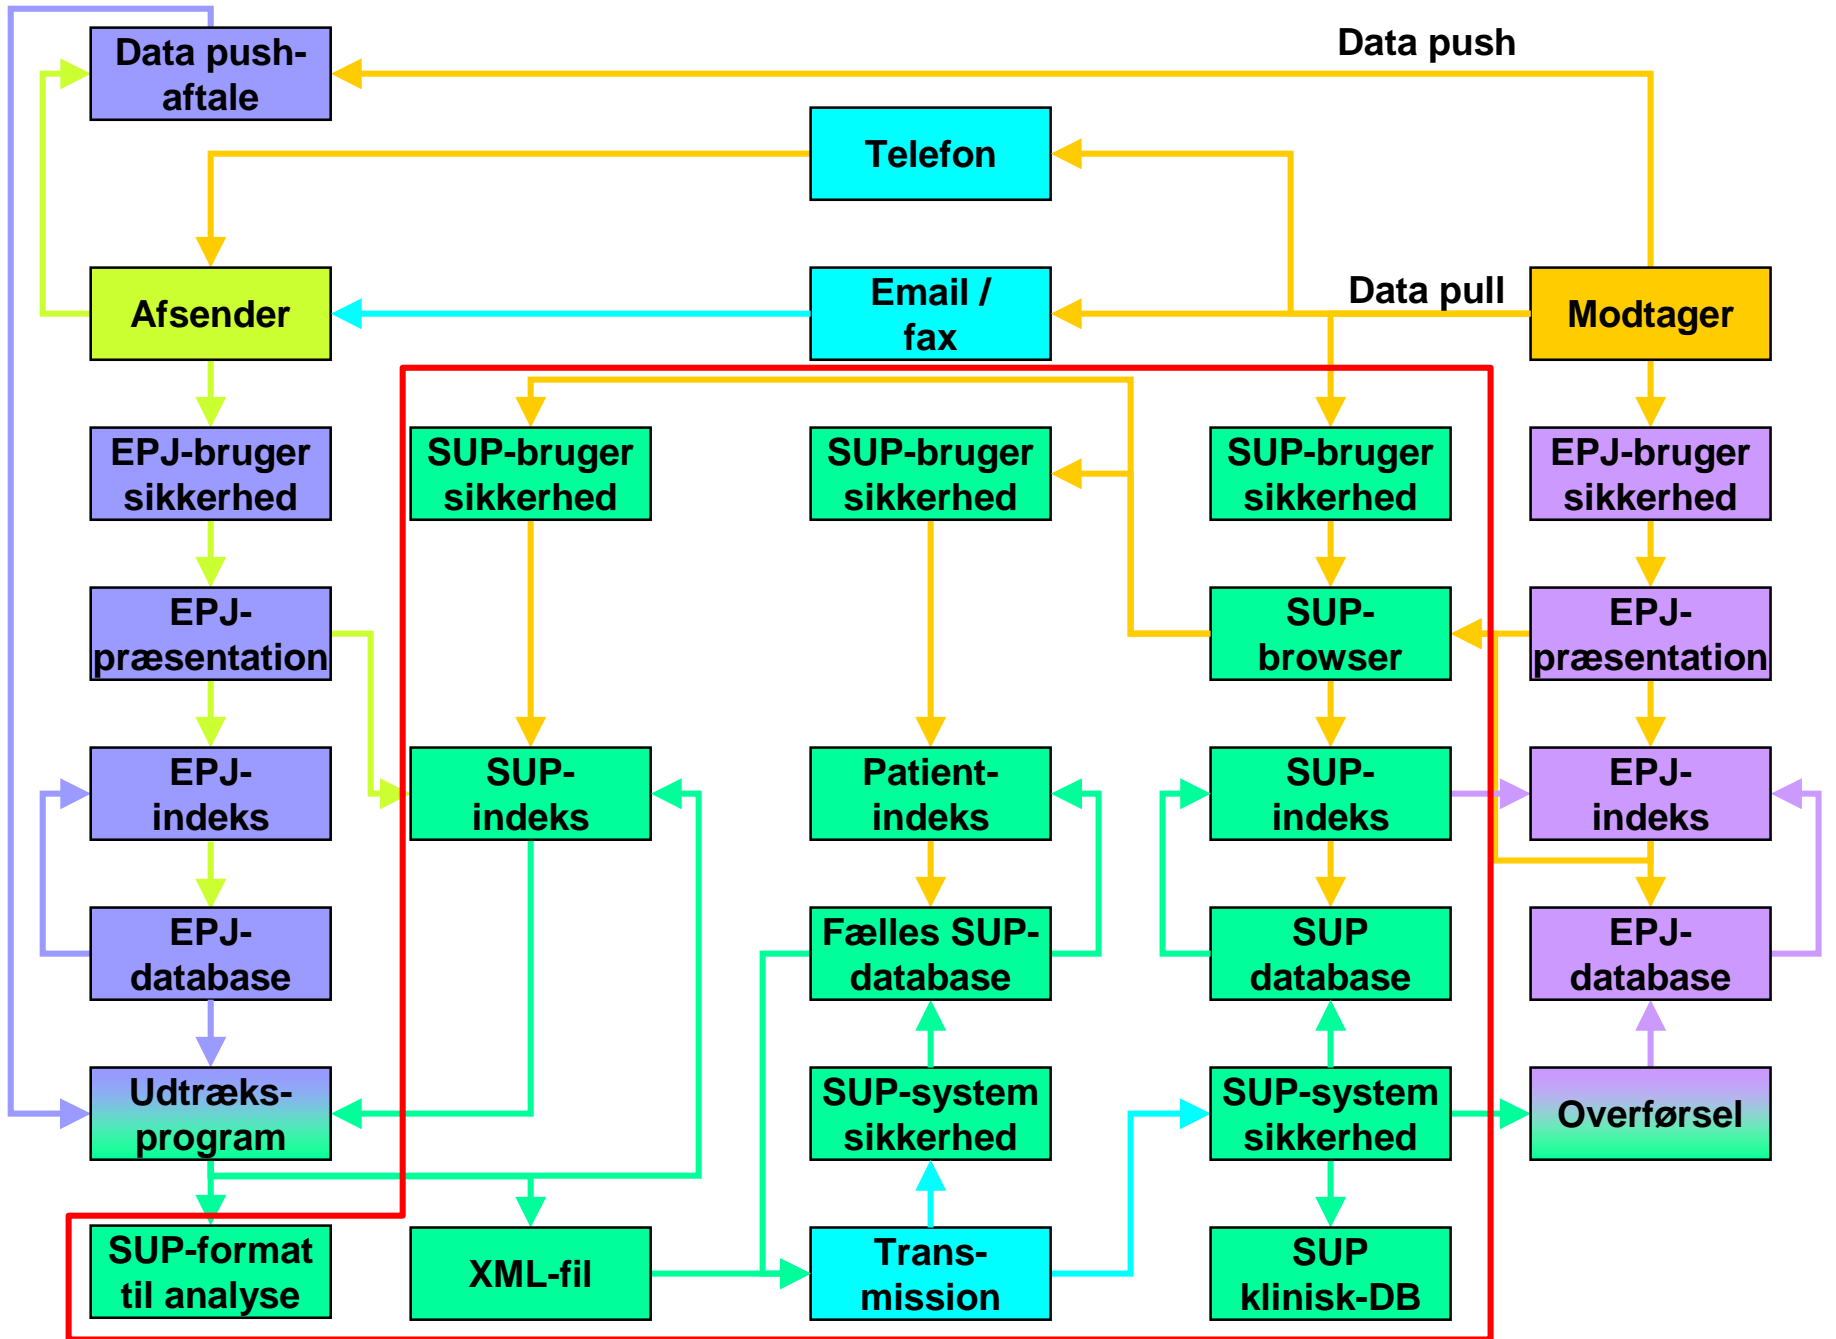 Data push
Data push-
aftale
Telefon
Data pull
Afsender
Email /
fax
Modtager
EPJ-bruger
sikkerhed
SUP-bruger
sikkerhed
SUP-bruger
sikkerhed
SUP-bruger
sikkerhed
EPJ-bruger
sikkerhed
EPJ-
præsentation
SUP-
browser
EPJ-
præsentation
EPJ-
indeks
SUP-
indeks
Patient-
indeks
SUP-
indeks
EPJ-
indeks
EPJ-
database
Fælles SUP-
database
SUP
database
EPJ-
database
Udtræks-
program
SUP-system
sikkerhed
SUP-system
sikkerhed
Overførsel
SUP-format
til analyse
XML-fil
Trans-
mission
SUP
klinisk-DB